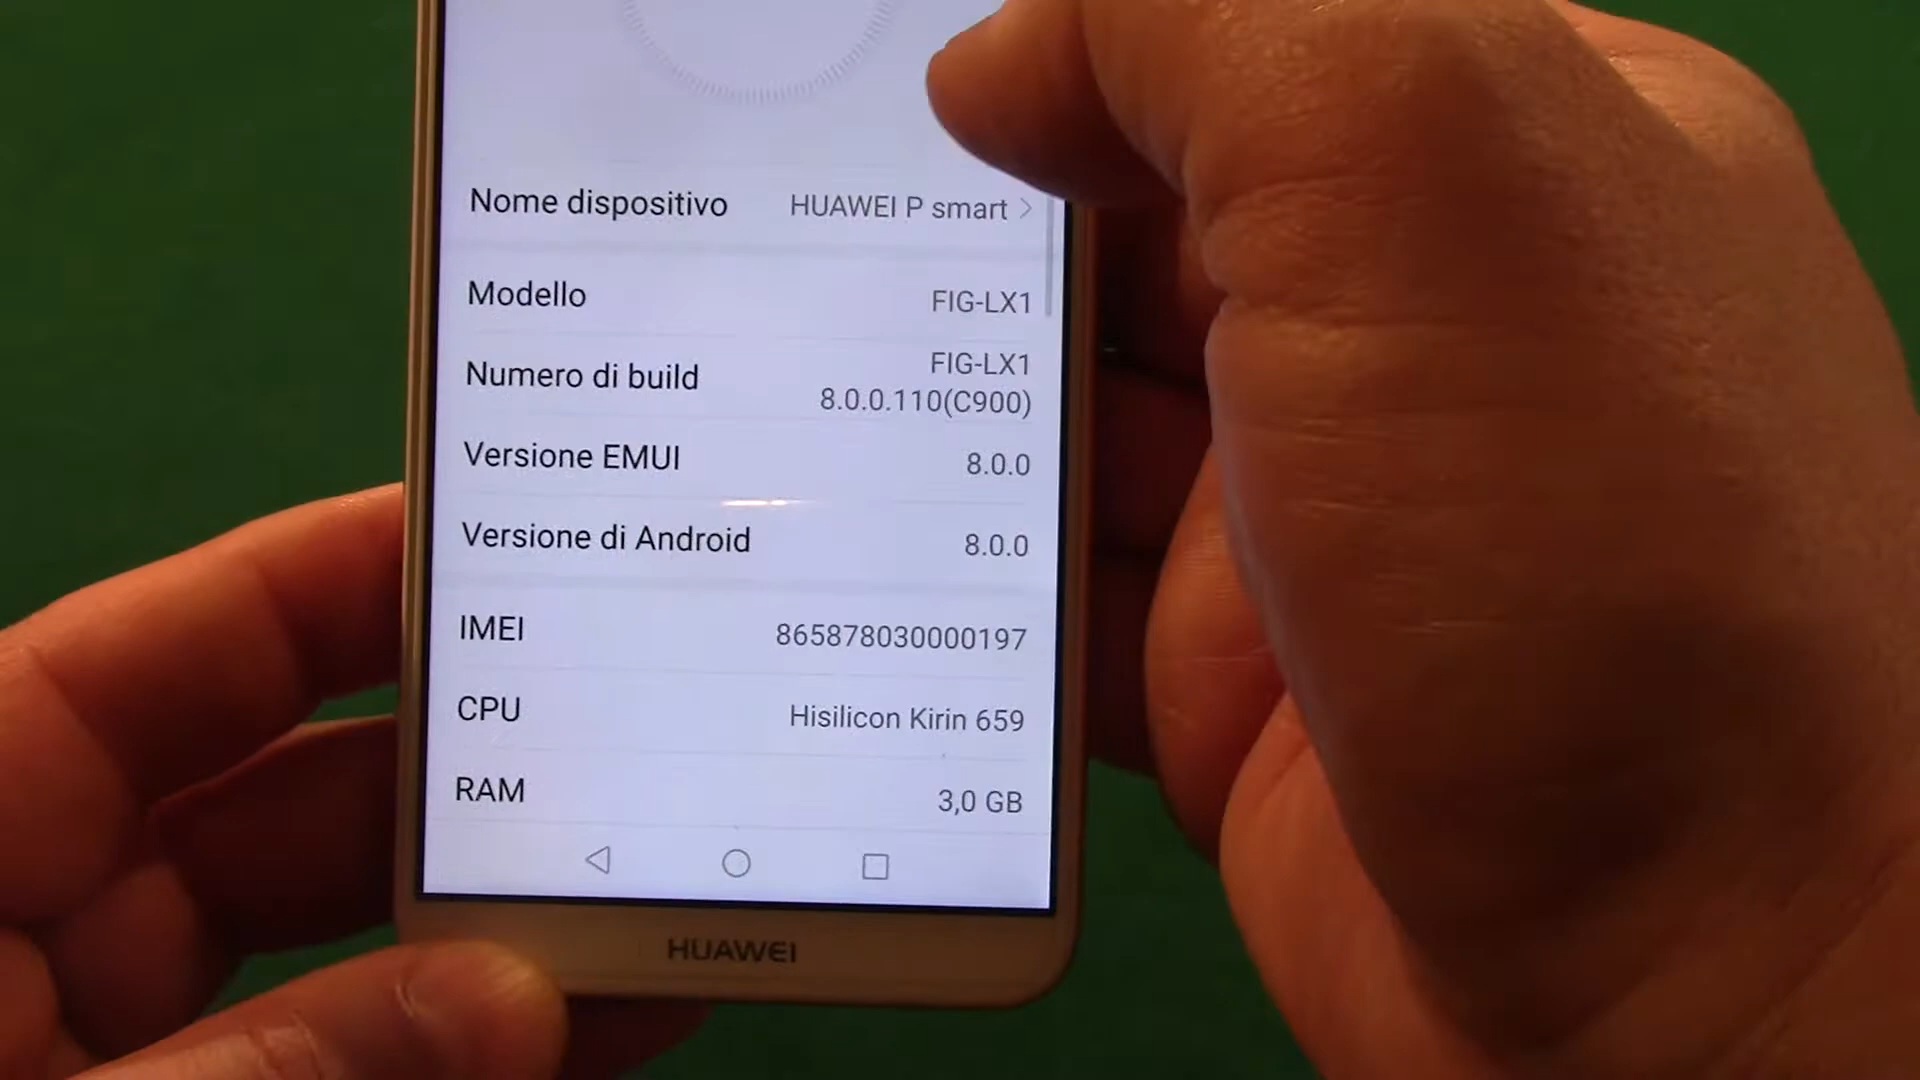 Nome dispositivo HUAWEI P smart
Modello FIG-LX1
Numero di build FIG-LX1
8.0.0.110(C900)
Versione EMUI 8.0.0
Versione di Android 8.0.0
IMEI 865878030000197
CPU Hisilicon Kirin 659
RAM 3,0 GB
HUAWEI